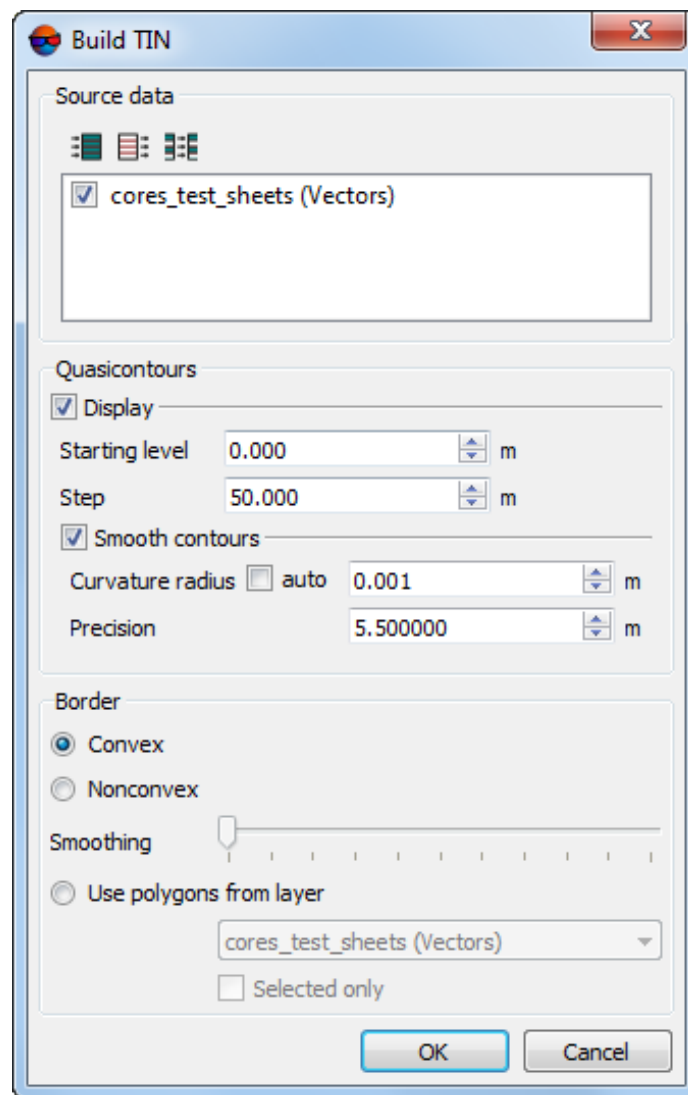 Build TIN
Source data
cores_test_sheets (Vectors)
Quasicontours
Display
Starting level 0.000 m
Step 50.000 m
Smooth contours
Curvature radius auto 0.001 m
Precision 5.500000 m
Border
Convex
Nonconvex
Smoothing
Use polygons from layer
cores_test_sheets (Vectors)
Selected only
OK Cancel